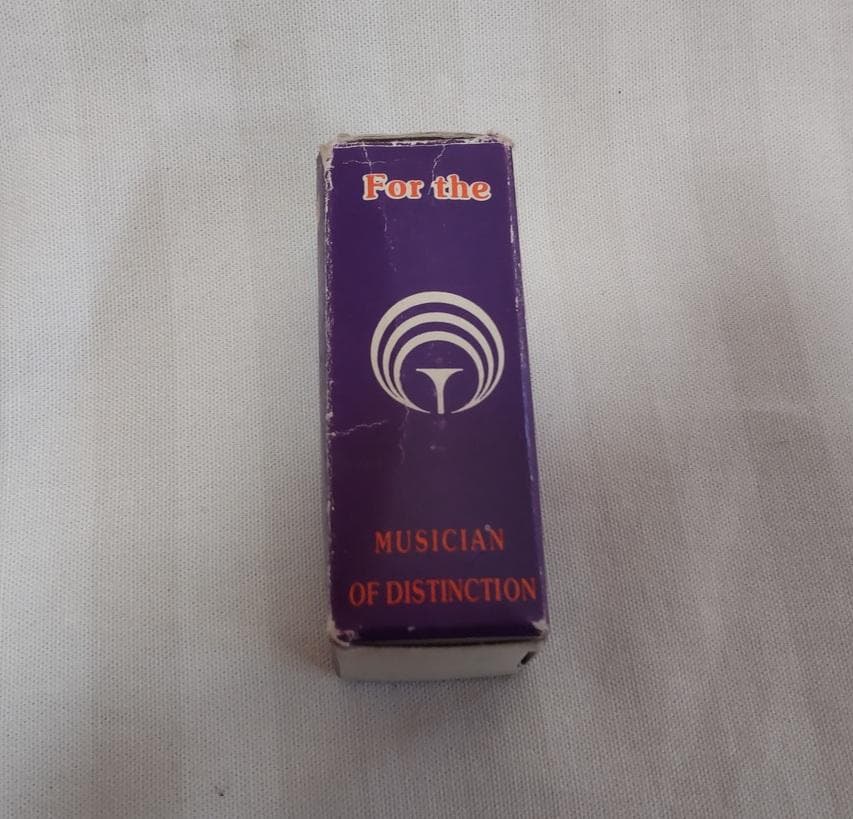 For the
MUSICIAN
OF DISTINCTION